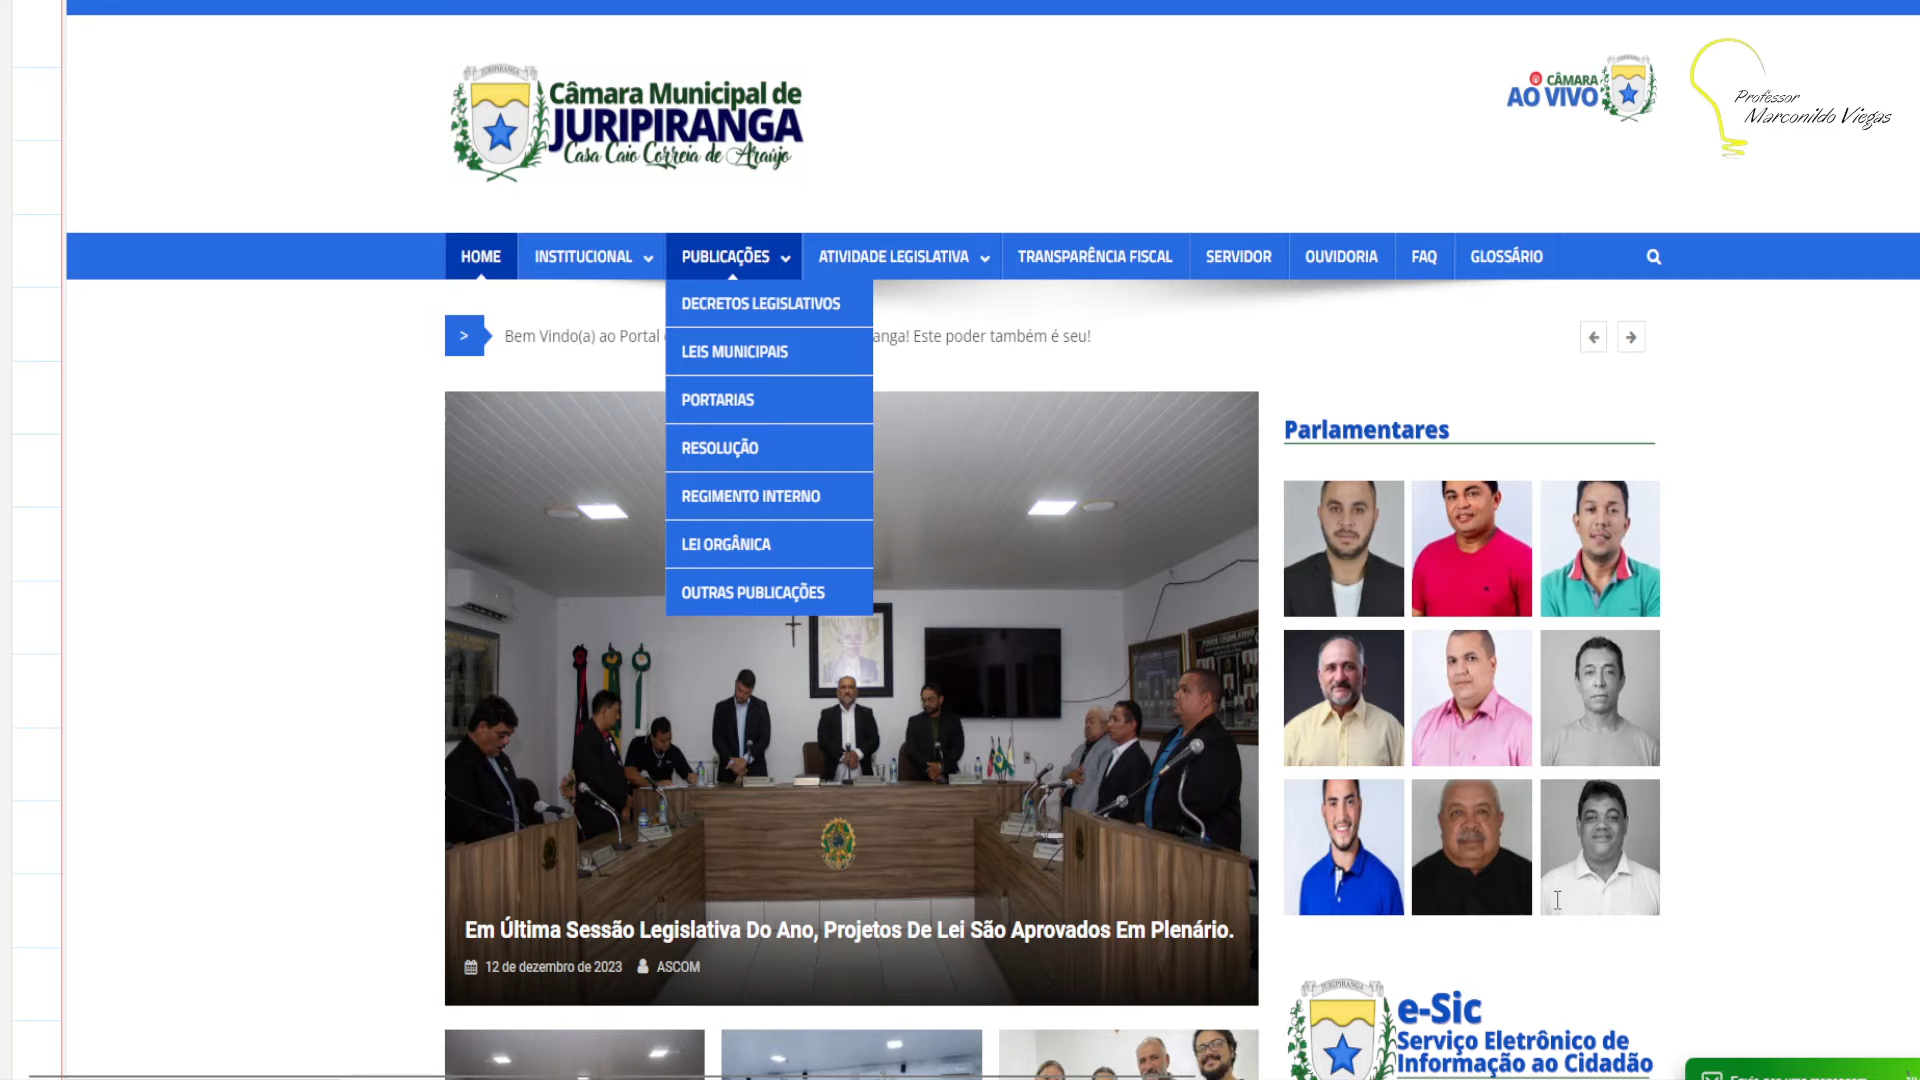 JURIPIRANGA
Câmara Municipal de
JURIPIRANGA
Casa Caio Correia de Araújo
CÂMARA
AO VIVO
Professor
Marconildo Viegas
HOME
INSTITUCIONAL
PUBLICAÇÕES
ATIVIDADE LEGISLATIVA
TRANSPARÊNCIA FISCAL
SERVIDOR
OUVIDORIA
FAQ
GLOSSÁRIO
DECRETOS LEGISLATIVOS
LEIS MUNICIPAIS
PORTARIAS
RESOLUÇÃO
REGIMENTO INTERNO
LEI ORGÂNICA
OUTRAS PUBLICAÇÕES
> Bem Vindo(a) ao Portal anga! Este poder também é seu!
Parlamentares
Em Última Sessão Legislativa Do Ano, Projetos De Lei São Aprovados Em Plenário.
12 de dezembro de 2023 ASCOM
JURIPIRANGA
e-Sic
Serviço Eletrônico de
Informação ao Cidadão